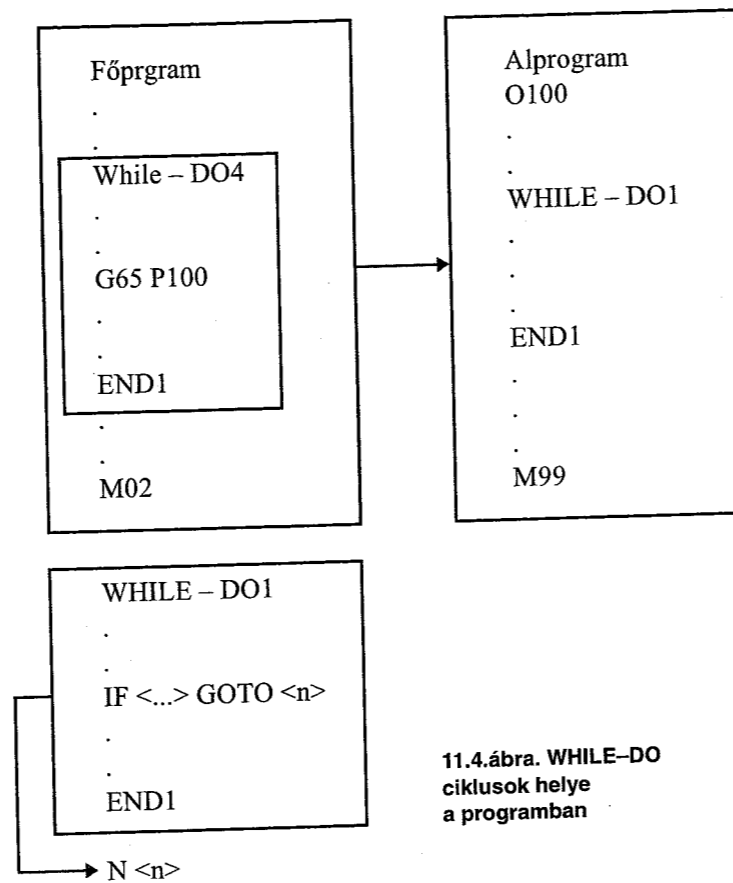 Főprgram
.
.
While – DO4
.
.
G65 P100
.
.
END1
.
.
M02
Alprogram
O100
.
.
WHILE – DO1
.
.
.
END1
.
.
.
M99
WHILE – DO1
.
.
IF <...> GOTO <n>
.
.
END1
N <n>
11.4.ábra. WHILE–DO
ciklusok helye
a programban